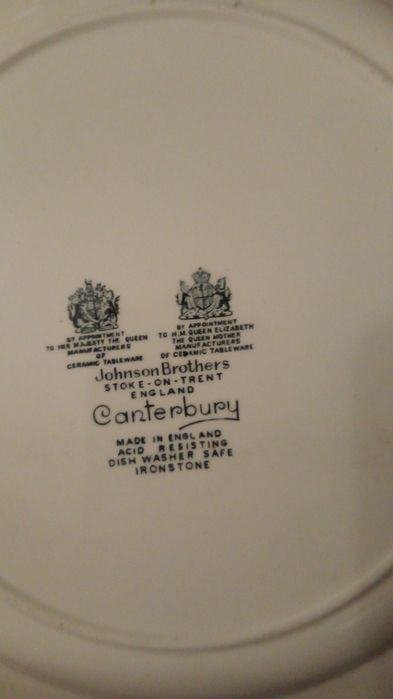 BY APPOINTMENT
TO HER MAJESTY THE QUEEN
MANUFACTURERS
OF
CERAMIC TABLEWARE
BY APPOINTMENT
TO H.M. QUEEN ELIZABETH
THE QUEEN MOTHER
MANUFACTURERS
OF CERAMIC TABLEWARE
Johnson Brothers
STOKE-ON-TRENT
ENGLAND
Canterbury
MADE IN ENGLAND
ACID RESISTING
DISH WASHER SAFE
IRONSTONE